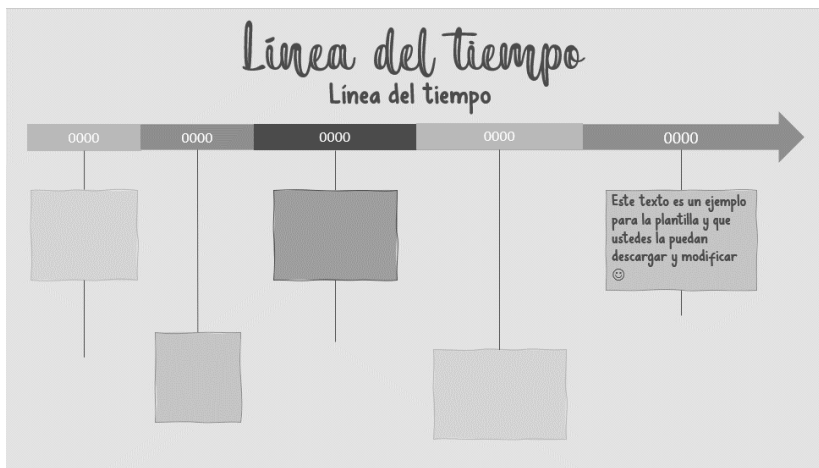 Línea del tiempo
Línea del tiempo
0000
0000
0000
0000
0000
Este texto es un ejemplo
para la plantilla y que
ustedes la puedan
descargar y modificar
☺